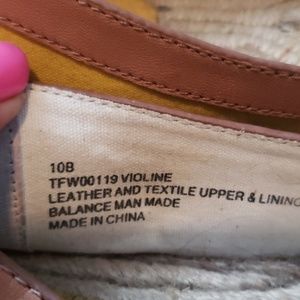 10B
TFW00119 VIOLINE
LEATHER AND TEXTILE UPPER & LINING
BALANCE MAN MADE
MADE IN CHINA